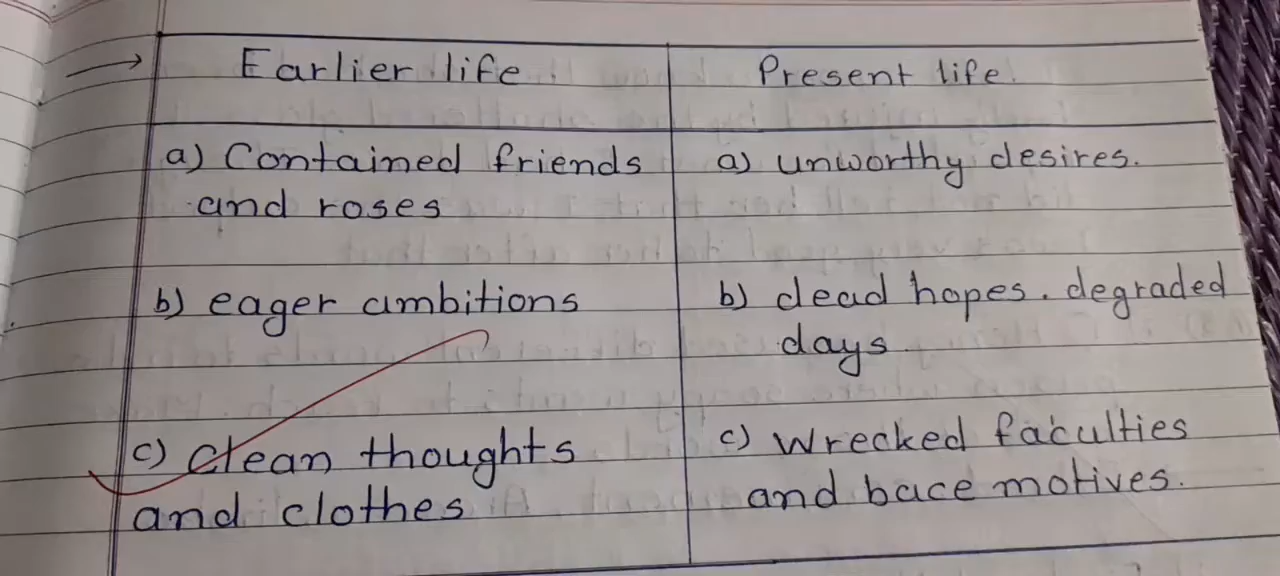 → Earlier life | Present life.
a) Contained friends | a) unworthy desires.
and roses
b) eager ambitions | b) dead hopes. degraded
days
c) clean thoughts | c) Wrecked faculties
and clothes | and bace motives.